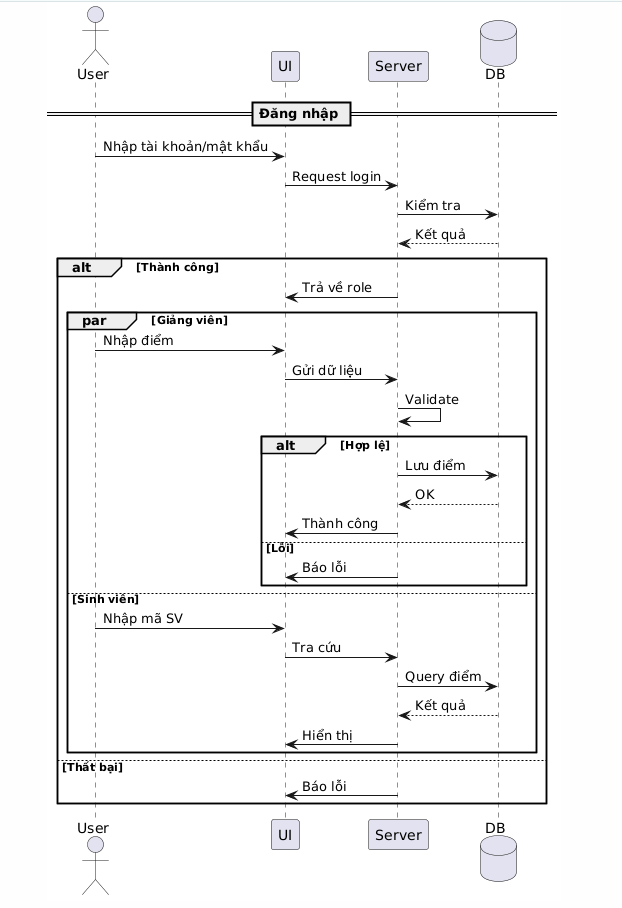 User
UI
Server
DB
Đăng nhập
Nhập tài khoản/mật khẩu
Request login
Kiểm tra
Kết quả
alt [Thành công]
Trả về role
par [Giảng viên]
Nhập điểm
Gửi dữ liệu
Validate
alt [Hợp lệ]
Lưu điểm
OK
Thành công
[Lỗi]
Báo lỗi
[Sinh viên]
Nhập mã SV
Tra cứu
Query điểm
Kết quả
Hiển thị
[Thất bại]
Báo lỗi
User
UI
Server
DB